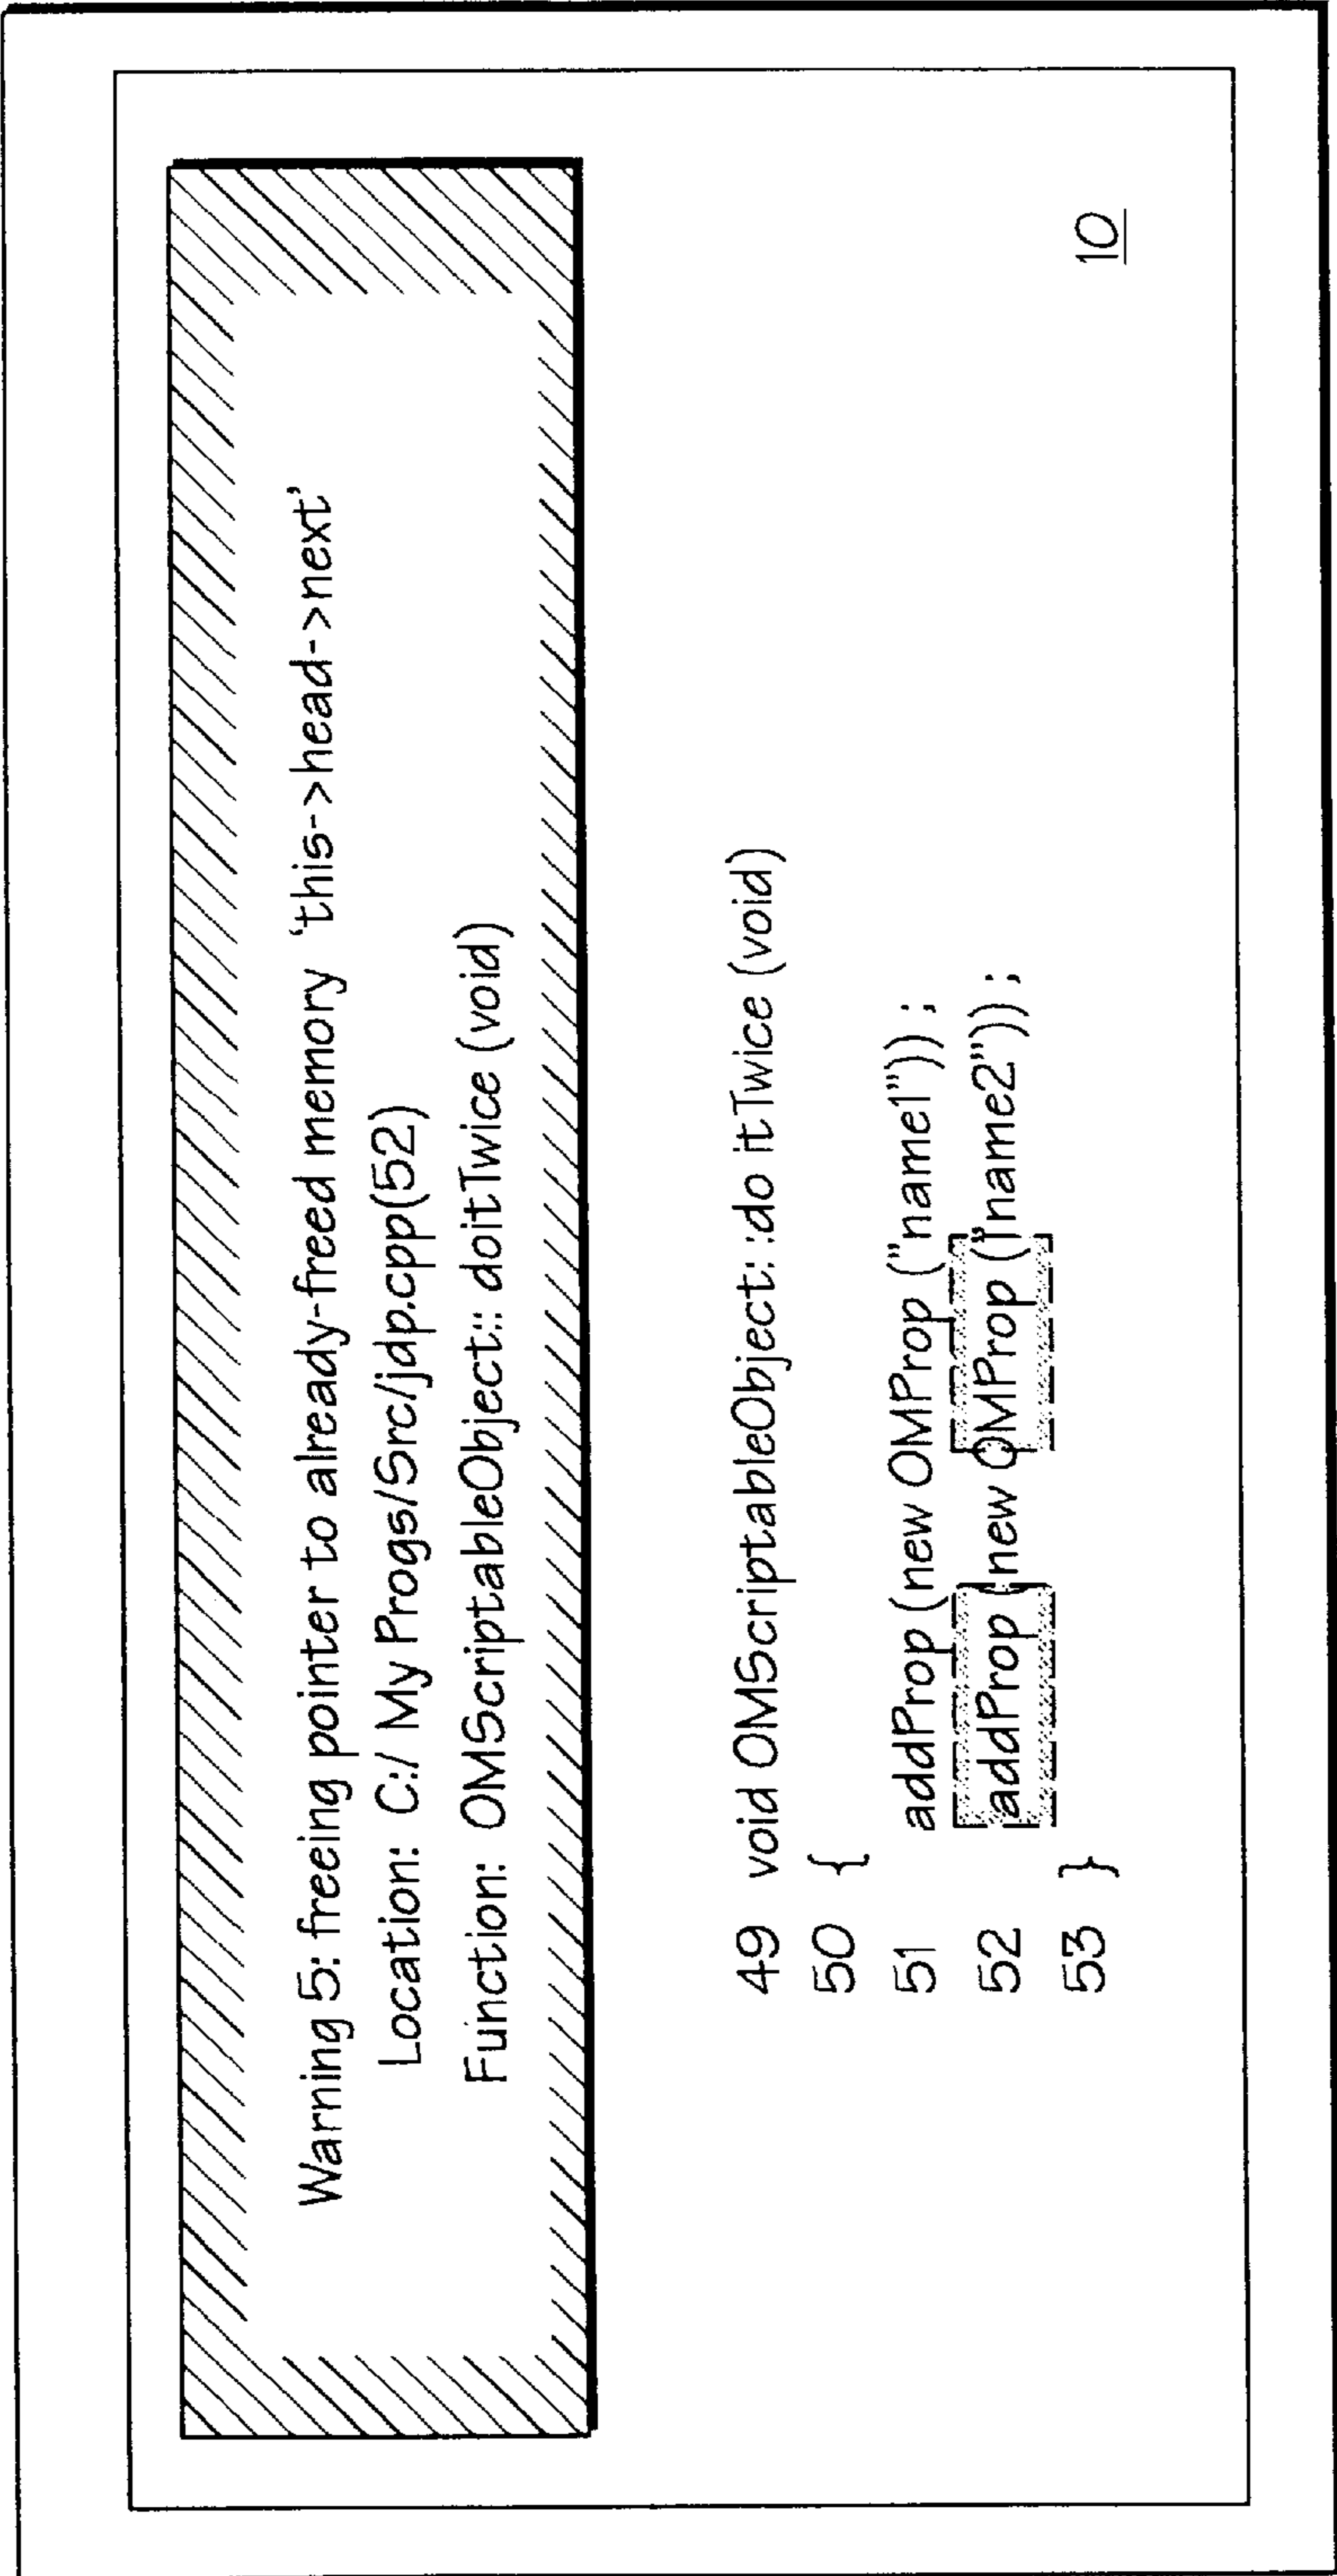 Warning 5: freeing pointer to already-freed memory 'this->head->next'
Location: C:/ My Progs/Src/jdp.cpp(52)
Function: OMScriptableObject:: doitTwice (void)
49 void OMScriptableObject: :do itTwice (void)
50 {
51 addProp (new OMProp ("name1")) ;
52 addProp (new OMProp ("name2")) ;
53 }
10